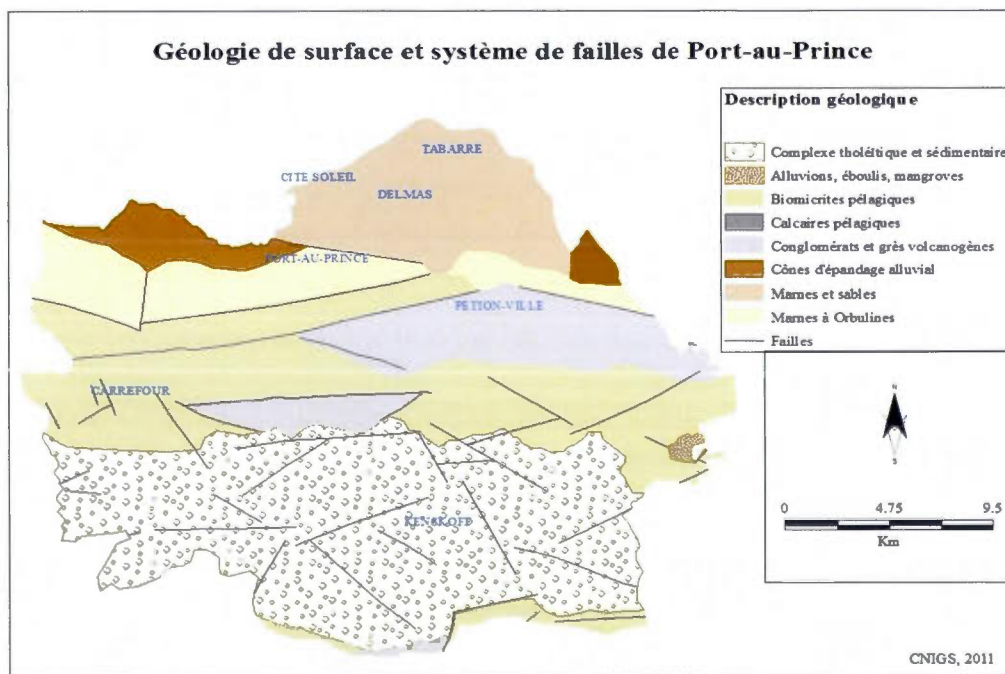 Géologie de surface et système de failles de Port-au-Prince
Description géologique
Complexe tholéitique et sédimentaire
Alluvions, éboulis, mangroves
Biomicrites pélagiques
Calcaires pélagiques
Conglomérats et grès volcanogènes
Cônes d'épandage alluvial
Marnes et sables
Marnes à Orbulines
Failles
TABARRE
CITE SOLEIL
DELMAS
PORT-AU-PRINCE
PETION-VILLE
CARREFOUR
KENSKOFF
N
S
0 4.75 9.5
Km
CNIGS, 2011